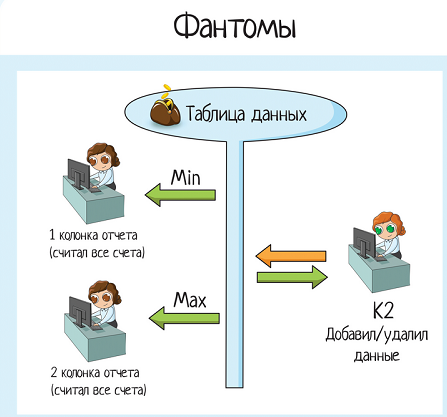 Фантомы
Таблица данных
Min
1 колонка отчета
(считал все счета)
K2
Добавил/удалил
данные
Max
2 колонка отчета
(считал все счета)